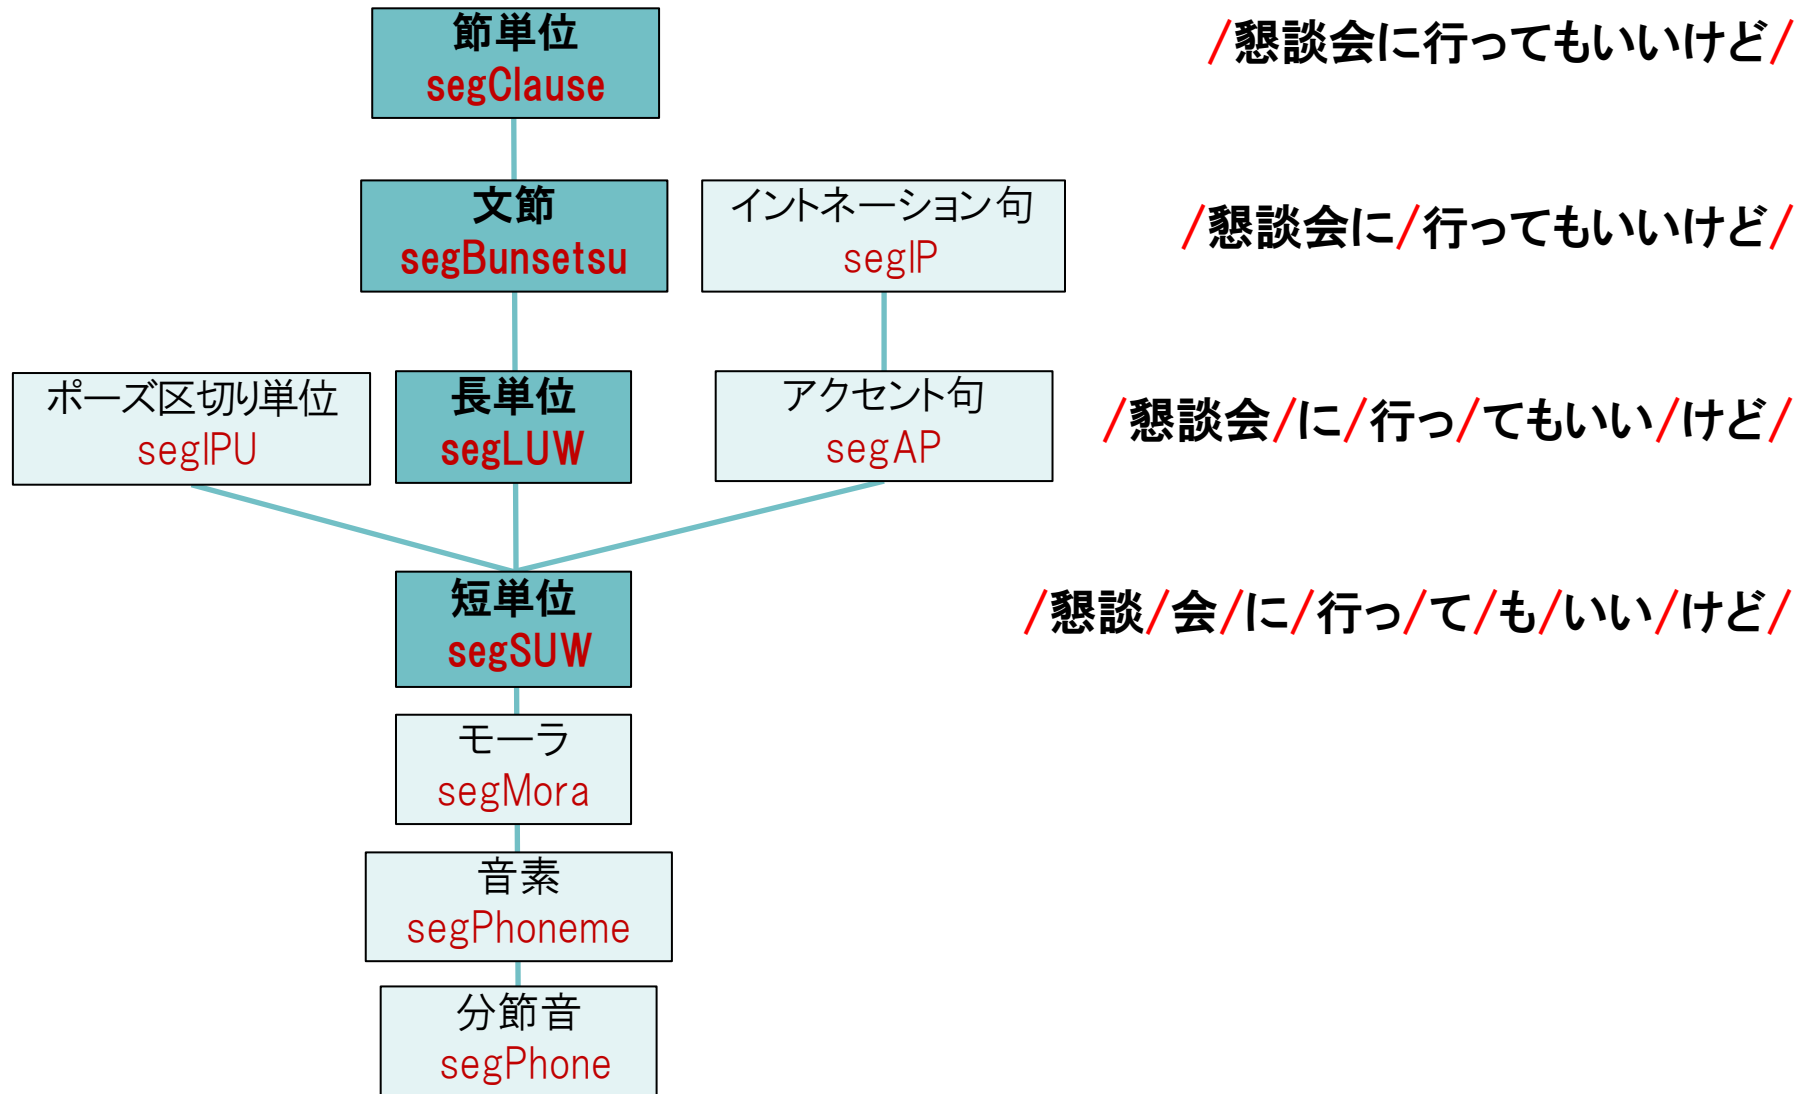 節単位
segClause
/懇談会に行ってもいいけど/
文節
segBunsetsu
イントネーション句
segIP
/懇談会に/行ってもいいけど/
ポーズ区切り単位
segIPU
長単位
segLUW
アクセント句
segAP
/懇談会/に/行っ/てもいい/けど/
短単位
segSUW
/懇談/会/に/行っ/て/も/いい/けど/
モーラ
segMora
音素
segPhoneme
分節音
segPhone